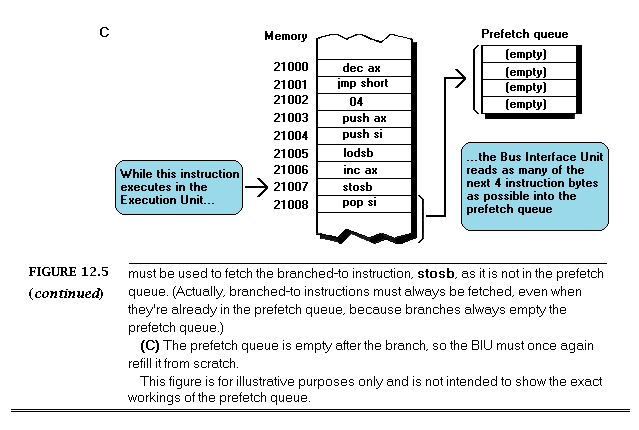 C
Memory
Prefetch queue
21000 dec ax
21001 jmp short
21002 04
21003 push ax
21004 push si
21005 lodsb
21006 inc ax
21007 stosb
21008 pop si
(empty)
(empty)
(empty)
(empty)
While this instruction
executes in the
Execution Unit...
...the Bus Interface Unit
reads as many of the
next 4 instruction bytes
as possible into the
prefetch queue
FIGURE 12.5
(continued)
must be used to fetch the branched-to instruction, stosb, as it is not in the prefetch
queue. (Actually, branched-to instructions must always be fetched, even when
they're already in the prefetch queue, because branches always empty the
prefetch queue.)
(C) The prefetch queue is empty after the branch, so the BIU must once again
refill it from scratch.
This figure is for illustrative purposes only and is not intended to show the exact
workings of the prefetch queue.